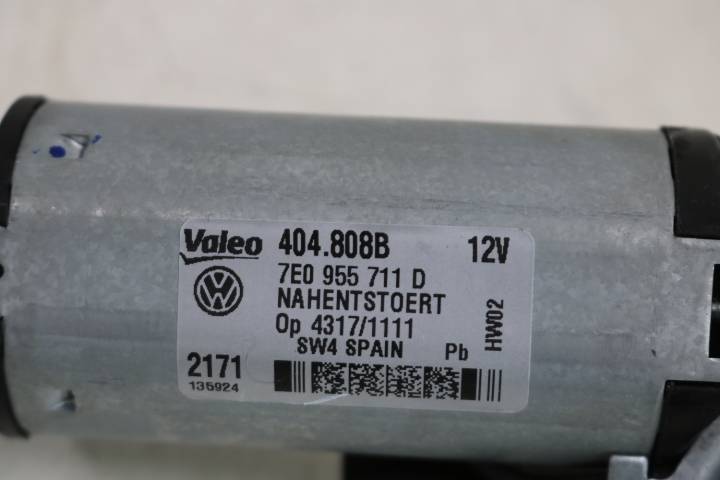 Valeo 404.808B 12V
7E0 955 711 D
NAHENTSTOERT
Op 4317/1111
SW4 SPAIN Pb
HW02
2171
135924